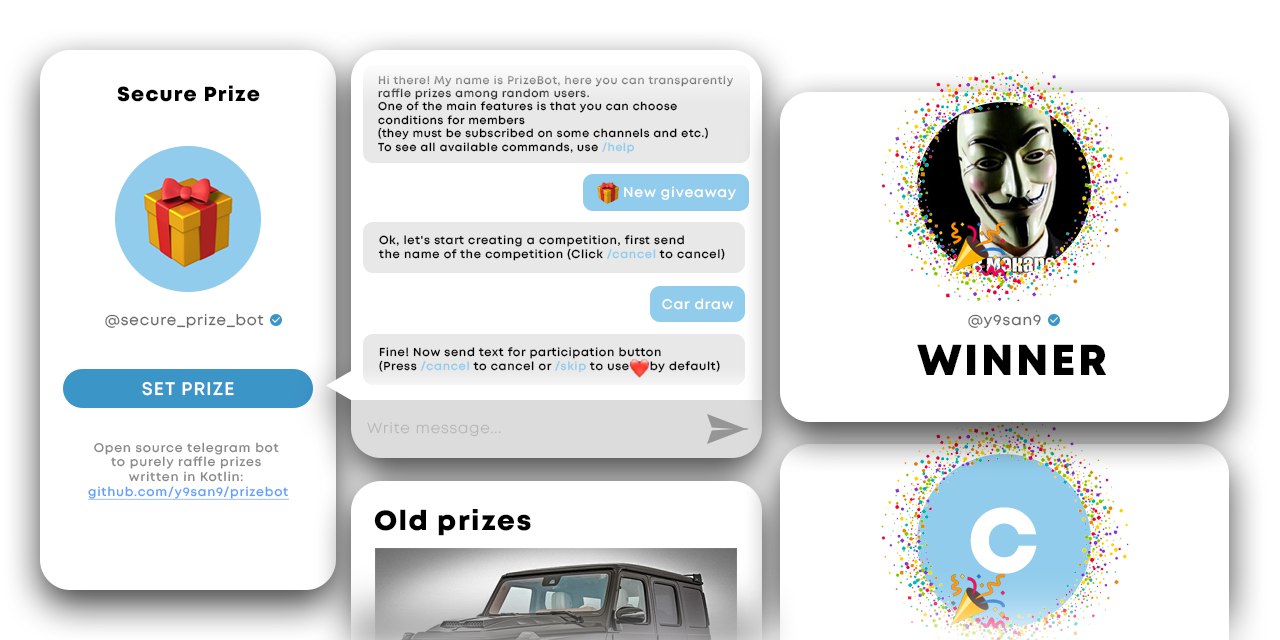 Secure Prize
@secure_prize_bot
SET PRIZE
Open source telegram bot
to purely raffle prizes
written in Kotlin:
github.com/y9san9/prizebot
Hi there! My name is PrizeBot, here you can transparently
raffle prizes among random users.
One of the main features is that you can choose
conditions for members
(they must be subscribed on some channels and etc.)
To see all available commands, use /help
New giveaway
Ok, let's start creating a competition, first send
the name of the competition (Click /cancel to cancel)
Car draw
Fine! Now send text for participation button
(Press /cancel to cancel or /skip to use ❤️ by default)
Write message...
Old prizes
@y9san9
WINNER
C